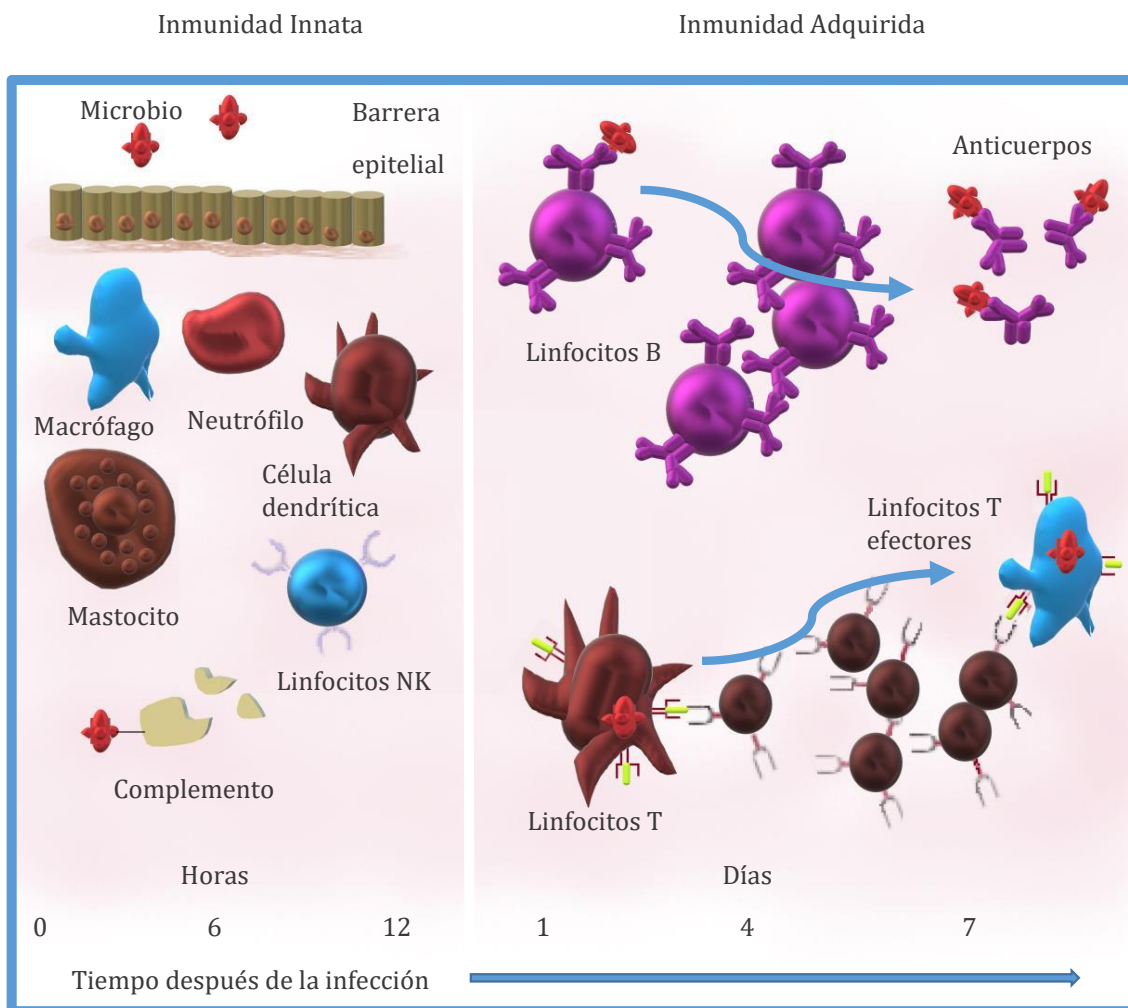 Inmunidad Innata
Inmunidad Adquirida
Microbio
Barrera
epitelial
Macrófago
Neutrófilo
Célula
dendrítica
Mastocito
Linfocitos NK
Complemento
Horas
0 6 12
Anticuerpos
Linfocitos B
Linfocitos T
efectores
Linfocitos T
Días
1 4 7
Tiempo después de la infección